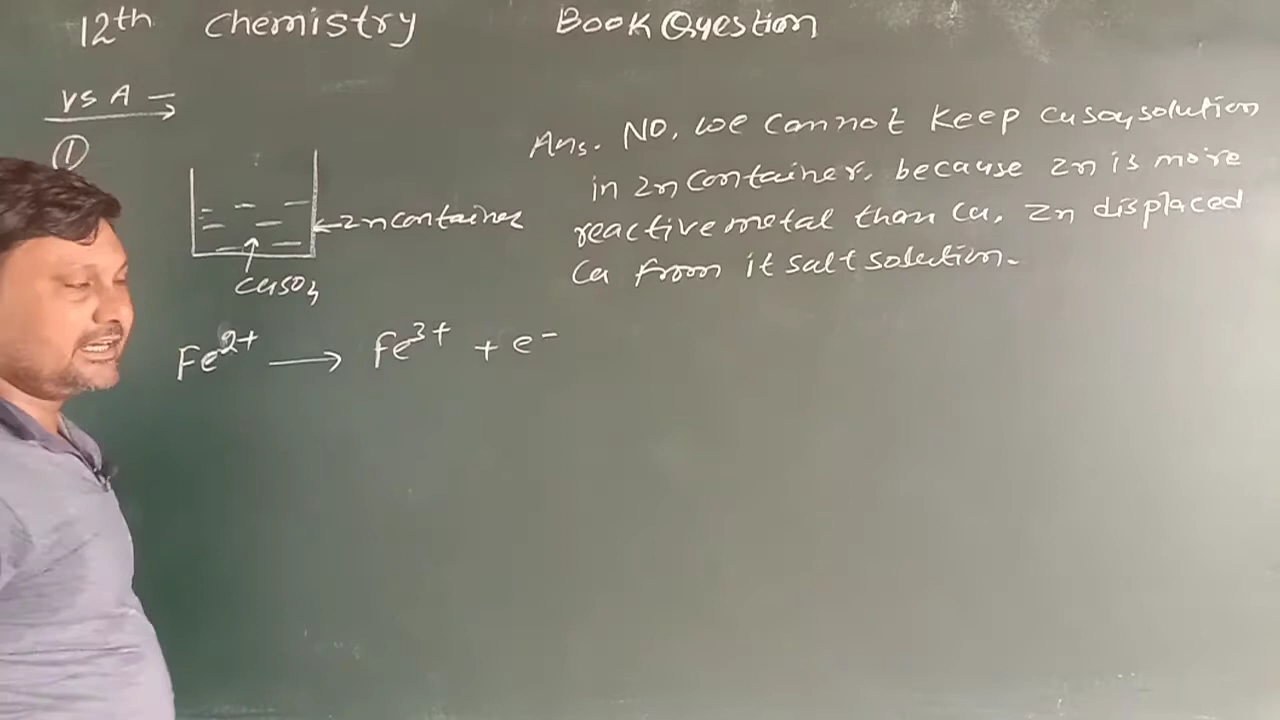 12th Chemistry Book Question
VSA –
①
Ans. NO, we cannot keep CuSO4 solution
in Zn container, because Zn is more
reactive metal than Cu. Zn displaced
Cu from it salt solution.
Zn container
CuSO4
Fe²⁺ ⟶ Fe³⁺ + e⁻